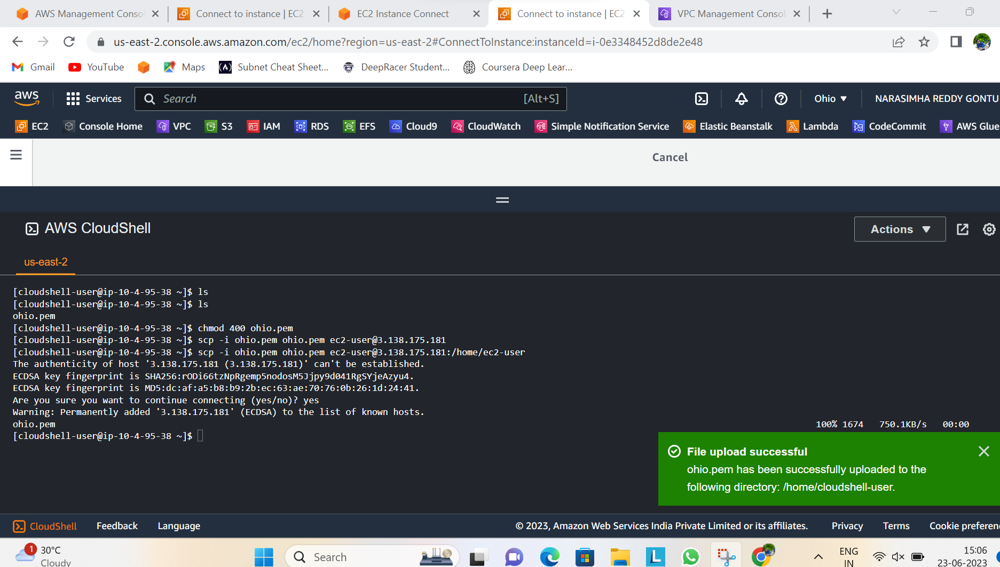 AWS Management Consol
Connect to instance | EC2
EC2 Instance Connect
Connect to instance | EC2
VPC Management Consol
us-east-2.console.aws.amazon.com/ec2/home?region=us-east-2#ConnectToInstance:instanceId=i-0e3348452d8de2e48
Gmail
YouTube
Maps
(A)
Subnet Cheat Sheet...
DeepRacer Student...
Coursera Deep Lear...
aws
Services
Search
[Alt+S]
Ohio
NARASIMHA REDDY GONTU
EC2
Console Home
VPC
S3
IAM
RDS
EFS
Cloud9
CloudWatch
Simple Notification Service
Elastic Beanstalk
Lambda
CodeCommit
AWS Glue
Cancel
AWS CloudShell
Actions
us-east-2
[cloudshell-user@ip-10-4-95-38 ~]$ ls
[cloudshell-user@ip-10-4-95-38 ~]$ ls
ohio.pem
[cloudshell-user@ip-10-4-95-38 ~]$ chmod 400 ohio.pem
[cloudshell-user@ip-10-4-95-38 ~]$ scp -i ohio.pem ohio.pem ec2-user@3.138.175.181
[cloudshell-user@ip-10-4-95-38 ~]$ scp -i ohio.pem ohio.pem ec2-user@3.138.175.181:/home/ec2-user
The authenticity of host '3.138.175.181 (3.138.175.181)' can't be established.
ECDSA key fingerprint is SHA256:rODi66tzNpRgemp5nodosM5Jjpy9d041RgSYjeAzyu4.
ECDSA key fingerprint is MD5:dc:af:a5:b8:b9:2b:ec:63:ae:70:76:0b:26:1d:24:41.
Are you sure you want to continue connecting (yes/no)? yes
Warning: Permanently added '3.138.175.181' (ECDSA) to the list of known hosts.
ohio.pem 100% 1674 750.1KB/s 00:00
[cloudshell-user@ip-10-4-95-38 ~]$
File upload successful
ohio.pem has been successfully uploaded to the
following directory: /home/cloudshell-user.
CloudShell
Feedback
Language
© 2023, Amazon Web Services India Private Limited or its affiliates.
Privacy
Terms
Cookie preferen
1
30°C
Cloudy
Search
L
ENG
IN
15:06
23-06-2023